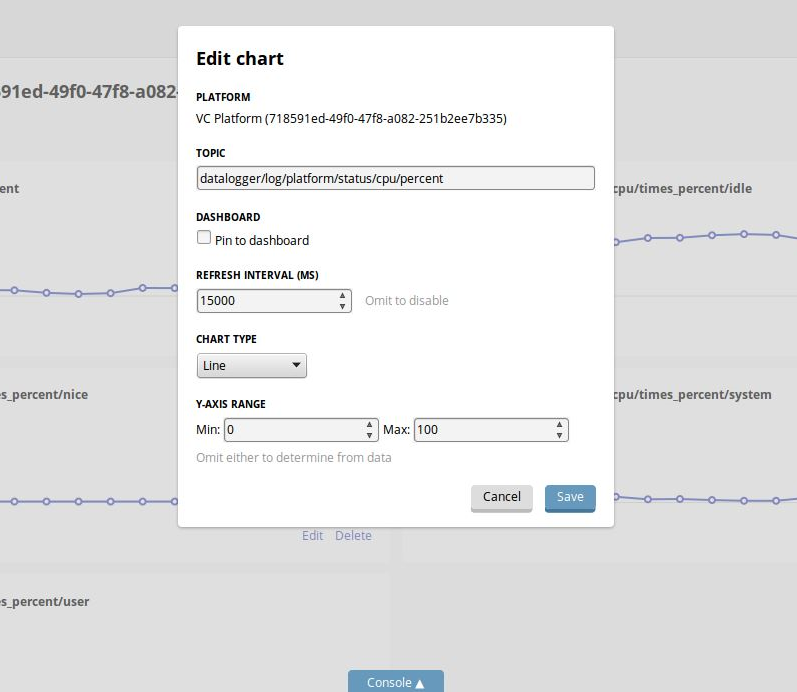 Edit chart
91ed-49f0-47f8-a082-
PLATFORM
VC Platform (718591ed-49f0-47f8-a082-251b2ee7b335)
TOPIC
datalogger/log/platform/status/cpu/percent
ent
cpu/times_percent/idle
DASHBOARD
Pin to dashboard
REFRESH INTERVAL (MS)
15000
Omit to disable
CHART TYPE
Line
s_percent/nice
cpu/times_percent/system
Y-AXIS RANGE
Min: 0 Max: 100
Omit either to determine from data
Cancel Save
Edit Delete
s_percent/user
Console ▲